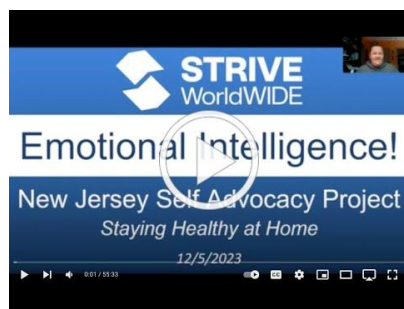 STRIVE
WorldWIDE
Emotional Intelligence!
New Jersey Self Advocacy Project
Staying Healthy at Home
12/5/2023
0:01 / 55:33
CC